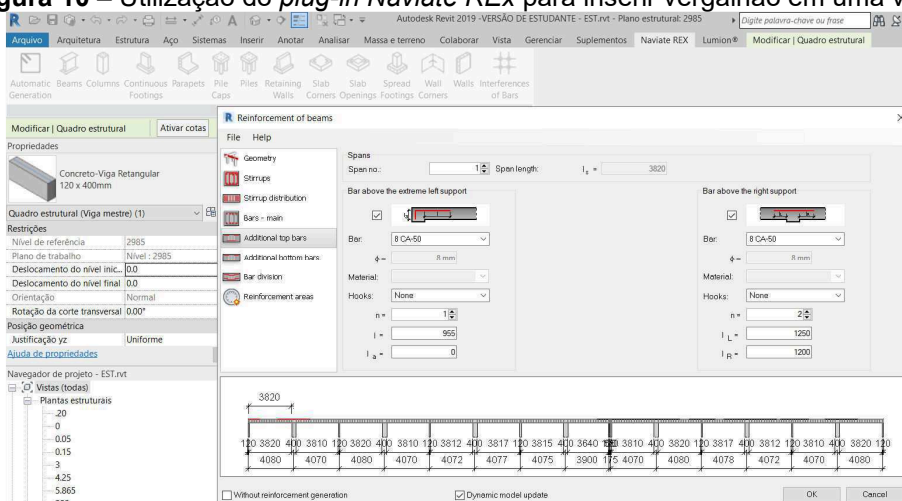 gura 10 – Utilização do plug-in Naviate REx para inserir vergalhão em uma v
Autodesk Revit 2019 -VERSÃO DE ESTUDANTE - EST.rvt - Plano estrutural: 2985
Digite palavra-chave ou frase
Arquivo Arquitetura Estrutura Aço Sistemas Inserir Anotar Analisar Massa e terreno Colaborar Vista Gerenciar Suplementos Naviate REX Lumion® Modificar | Quadro estrutural
Automatic Beams Columns Continuous Parapets Pile Piles Retaining Slab Slab Spread Wall Walls Interferences
Generation Footings Caps Walls Corners Openings Footings Corners of Bars
Modificar | Quadro estrutural Ativar cotas
Propriedades
Concreto-Viga Retangular
120 x 400mm
Quadro estrutural (Viga mestre) (1)
Restrições
Nível de referência 2985
Plano de trabalho Nível : 2985
Deslocamento do nível inic... 0.0
Deslocamento do nível final 0.0
Orientação Normal
Rotação da corte transversal 0.00°
Posição geométrica
Justificação yz Uniforme
Ajuda de propriedades
Navegador de projeto - EST.rvt
Vistas (todas)
Plantas estruturais
.20
0
0.05
0.15
3
4.25
5.865
Reinforcement of beams
File Help
Geometry
Stirrups
Stirrup distribution
Bars - main
Additional top bars
Additional bottom bars
Bar division
Reinforcement areas
Spans
Span no.: 1 Span length: ls = 3820
Bar above the extreme left support
Bar: 8 CA-50
ϕ = 8 mm
Material:
Hooks: None
n = 1
l = 955
l a = 0
Bar above the right support
Bar: 8 CA-50
ϕ = 8 mm
Material:
Hooks: None
n = 2
l L = 1250
l R = 1200
3820
120 3820 400 3810 120 3820 400 3810 120 3812 400 3817 120 3815 400 3640 3810 400 3820 120 3817 400 3812 120 3810 400 3820 120
4080 4070 4080 4070 4072 4077 4075 3900 175 4070 4080 4078 4072 4070 4080
Without reinforcement generation Dynamic model update OK Cancel